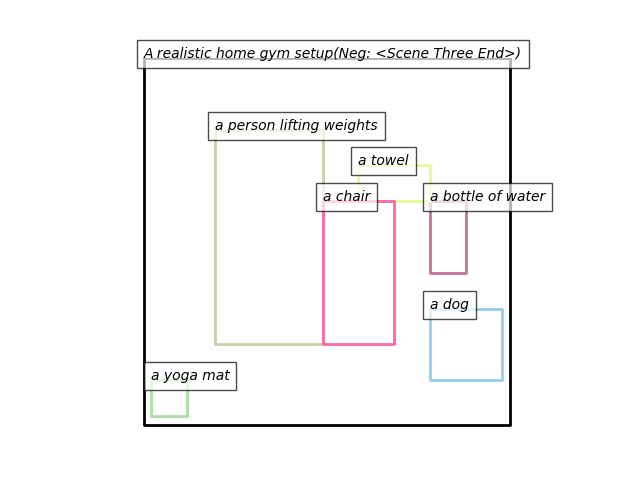 A realistic home gym setup(Neg: <Scene Three End>)
a person lifting weights
a towel
a chair
a bottle of water
a dog
a yoga mat